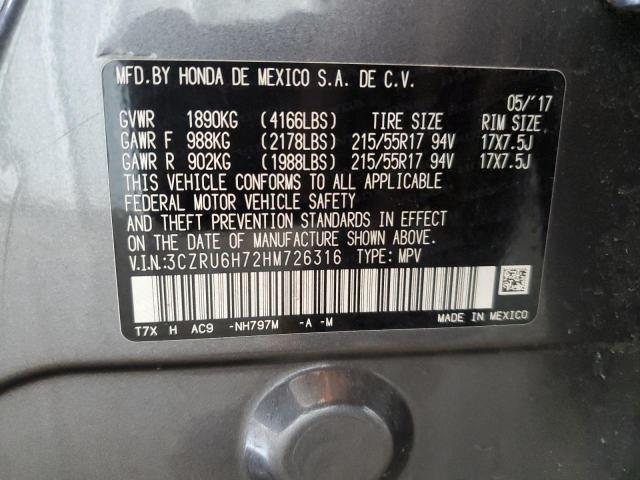 MFD.BY HONDA DE MEXICO S.A. DE C.V.
05/'17
GVWR 1890KG (4166LBS) TIRE SIZE RIM SIZE
GAWR F 988KG (2178LBS) 215/55R17 94V 17X7.5J
GAWR R 902KG (1988LBS) 215/55R17 94V 17X7.5J
THIS VEHICLE CONFORMS TO ALL APPLICABLE
FEDERAL MOTOR VEHICLE SAFETY
AND THEFT PREVENTION STANDARDS IN EFFECT
ON THE DATE OF MANUFACTURE SHOWN ABOVE.
V.I.N.:3CZRU6H72HM726316 TYPE: MPV
T7X H AC9 -NH797M -A -M
MADE IN MEXICO